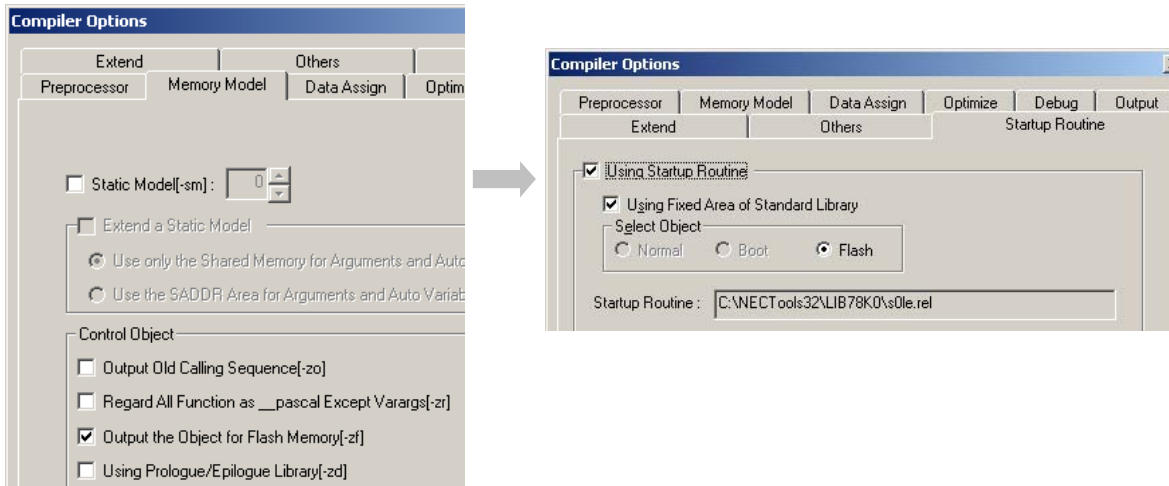 Compiler Options
Extend Others
Preprocessor Memory Model Data Assign Optim
Static Model[-sm] : 0
Extend a Static Model
Use only the Shared Memory for Arguments and Auto
Use the SADDR Area for Arguments and Auto Variab
Control Object
Output Old Calling Sequence[-zo]
Regard All Function as __pascal Except Varargs[-zr]
Output the Object for Flash Memory[-zf]
Using Prologue/Epilogue Library[-zd]
Compiler Options
Preprocessor Memory Model Data Assign Optimize Debug Output
Extend Others Startup Routine
Using Startup Routine
Using Fixed Area of Standard Library
Select Object
Normal Boot Flash
Startup Routine : C:\NECTools32\LIB78K0\s0le.rel